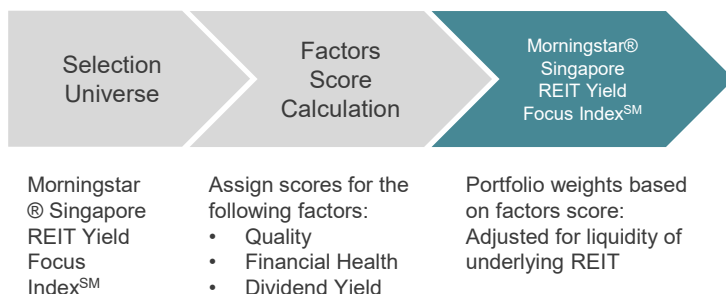 Selection
Universe
Factors
Score
Calculation
Morningstar®
Singapore
REIT Yield
Focus Index℠
Morningstar
® Singapore
REIT Yield
Focus
Index℠
Assign scores for the
following factors:
• Quality
• Financial Health
• Dividend Yield
Portfolio weights based
on factors score:
Adjusted for liquidity of
underlying REIT